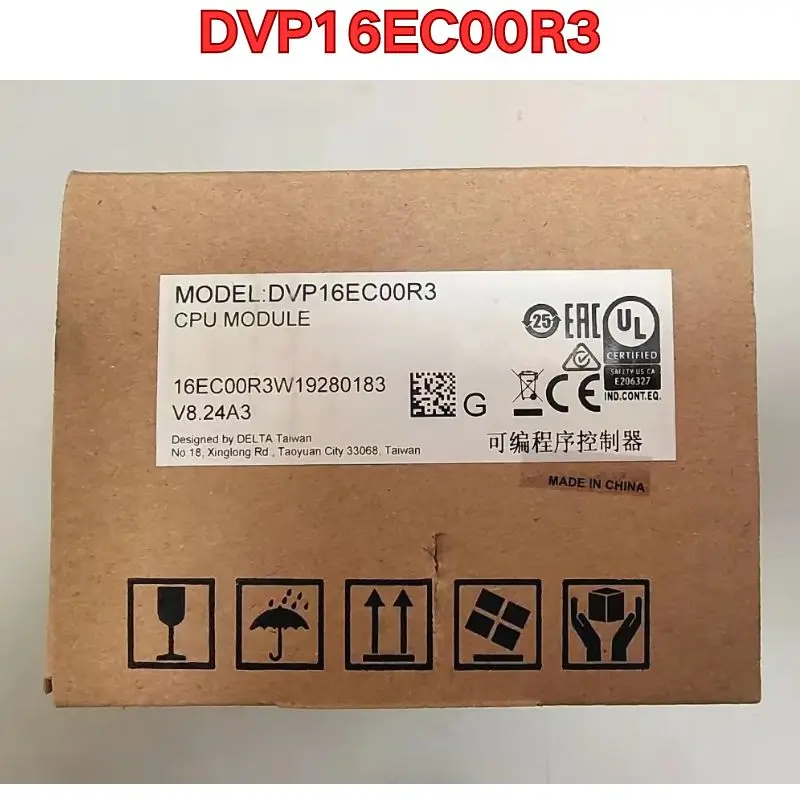 DVP16EC00R3
MODEL:DVP16EC00R3
CPU MODULE
25 EAC UL
CERTIFIED
SAFETY US CA
E206327
IND.CONT.EQ.
CE
16EC00R3W19280183
G
V8.24A3
Designed by DELTA Taiwan
No 18, Xinglong Rd., Taoyuan City 33068, Taiwan
可编程序控制器
MADE IN CHINA